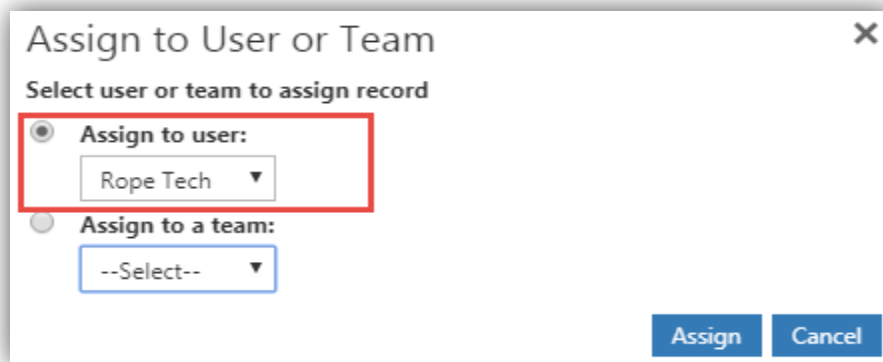 Assign to User or Team
Select user or team to assign record
Assign to user:
Rope Tech
Assign to a team:
--Select--
Assign Cancel